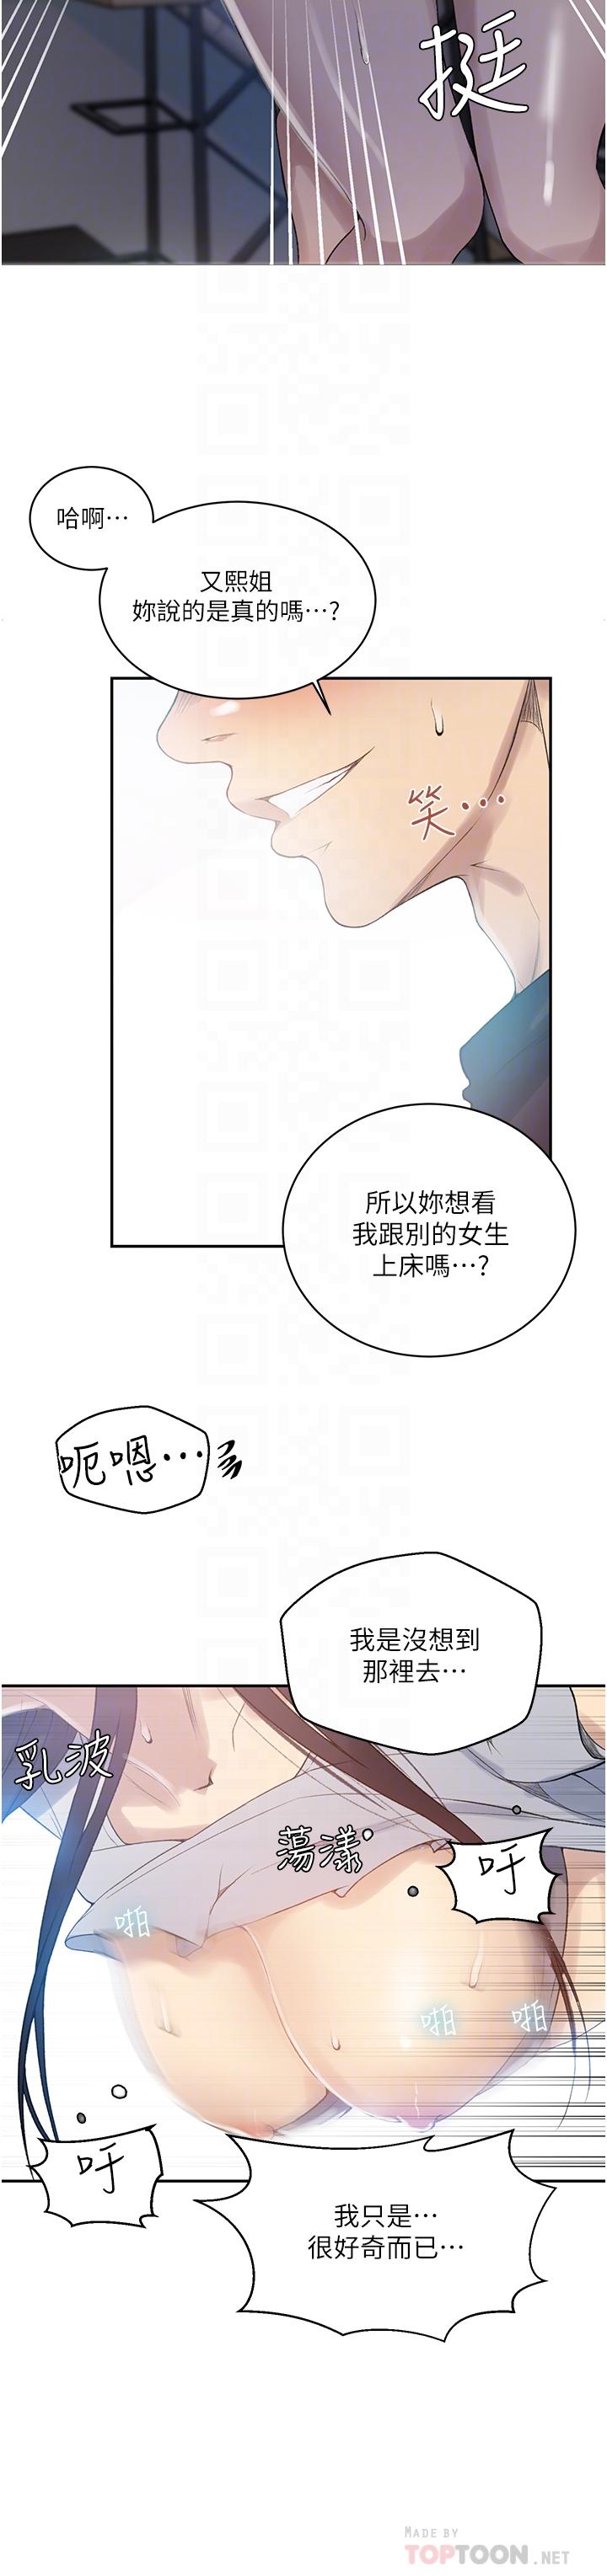 挺
哈啊⋯
又熙姐
妳說的是真的嗎⋯?
笑⋯
所以妳想看
我跟別的女生
上床嗎⋯?
呃嗯⋯
我是沒想到
那裡去⋯
乳波
蕩漾
吁
啪
啪
啪
吁
我只是⋯
很好奇而已⋯
MADE BY
TOPTOON.NET